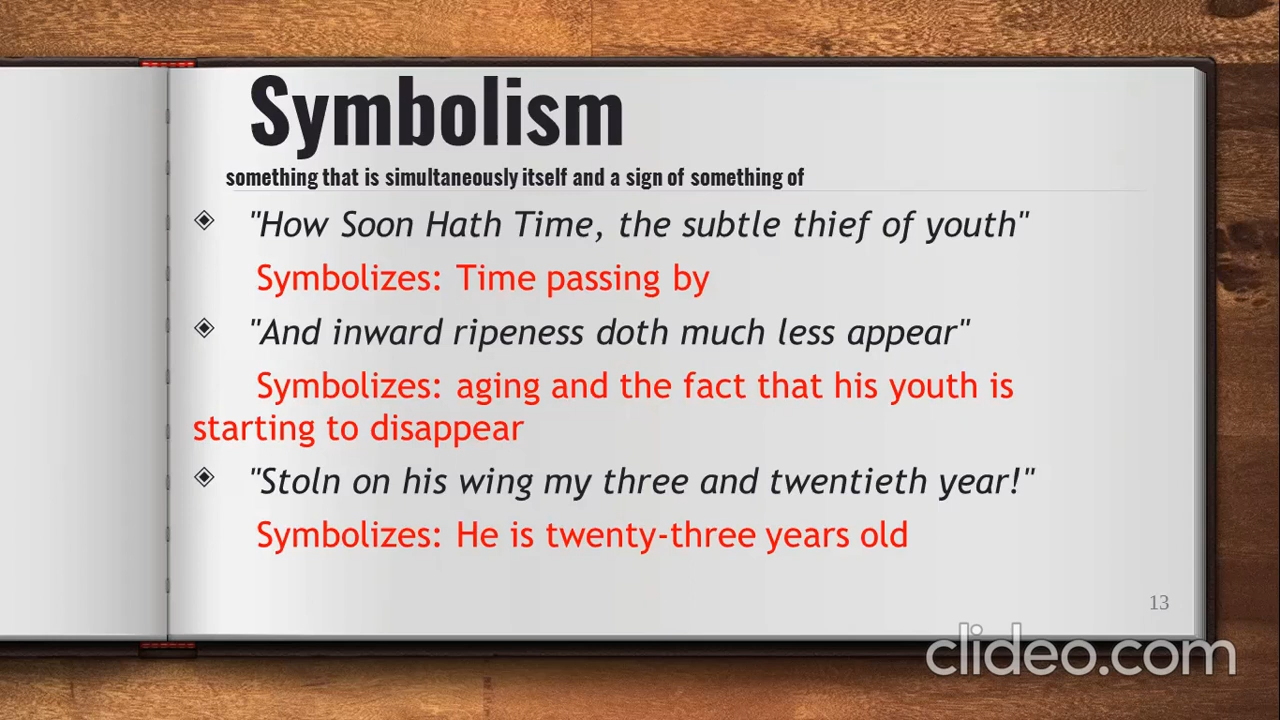 Symbolism
something that is simultaneously itself and a sign of something of
"How Soon Hath Time, the subtle thief of youth"
Symbolizes: Time passing by
"And inward ripeness doth much less appear"
Symbolizes: aging and the fact that his youth is
starting to disappear
"Stoln on his wing my three and twentieth year!"
Symbolizes: He is twenty-three years old
13
clideo.com